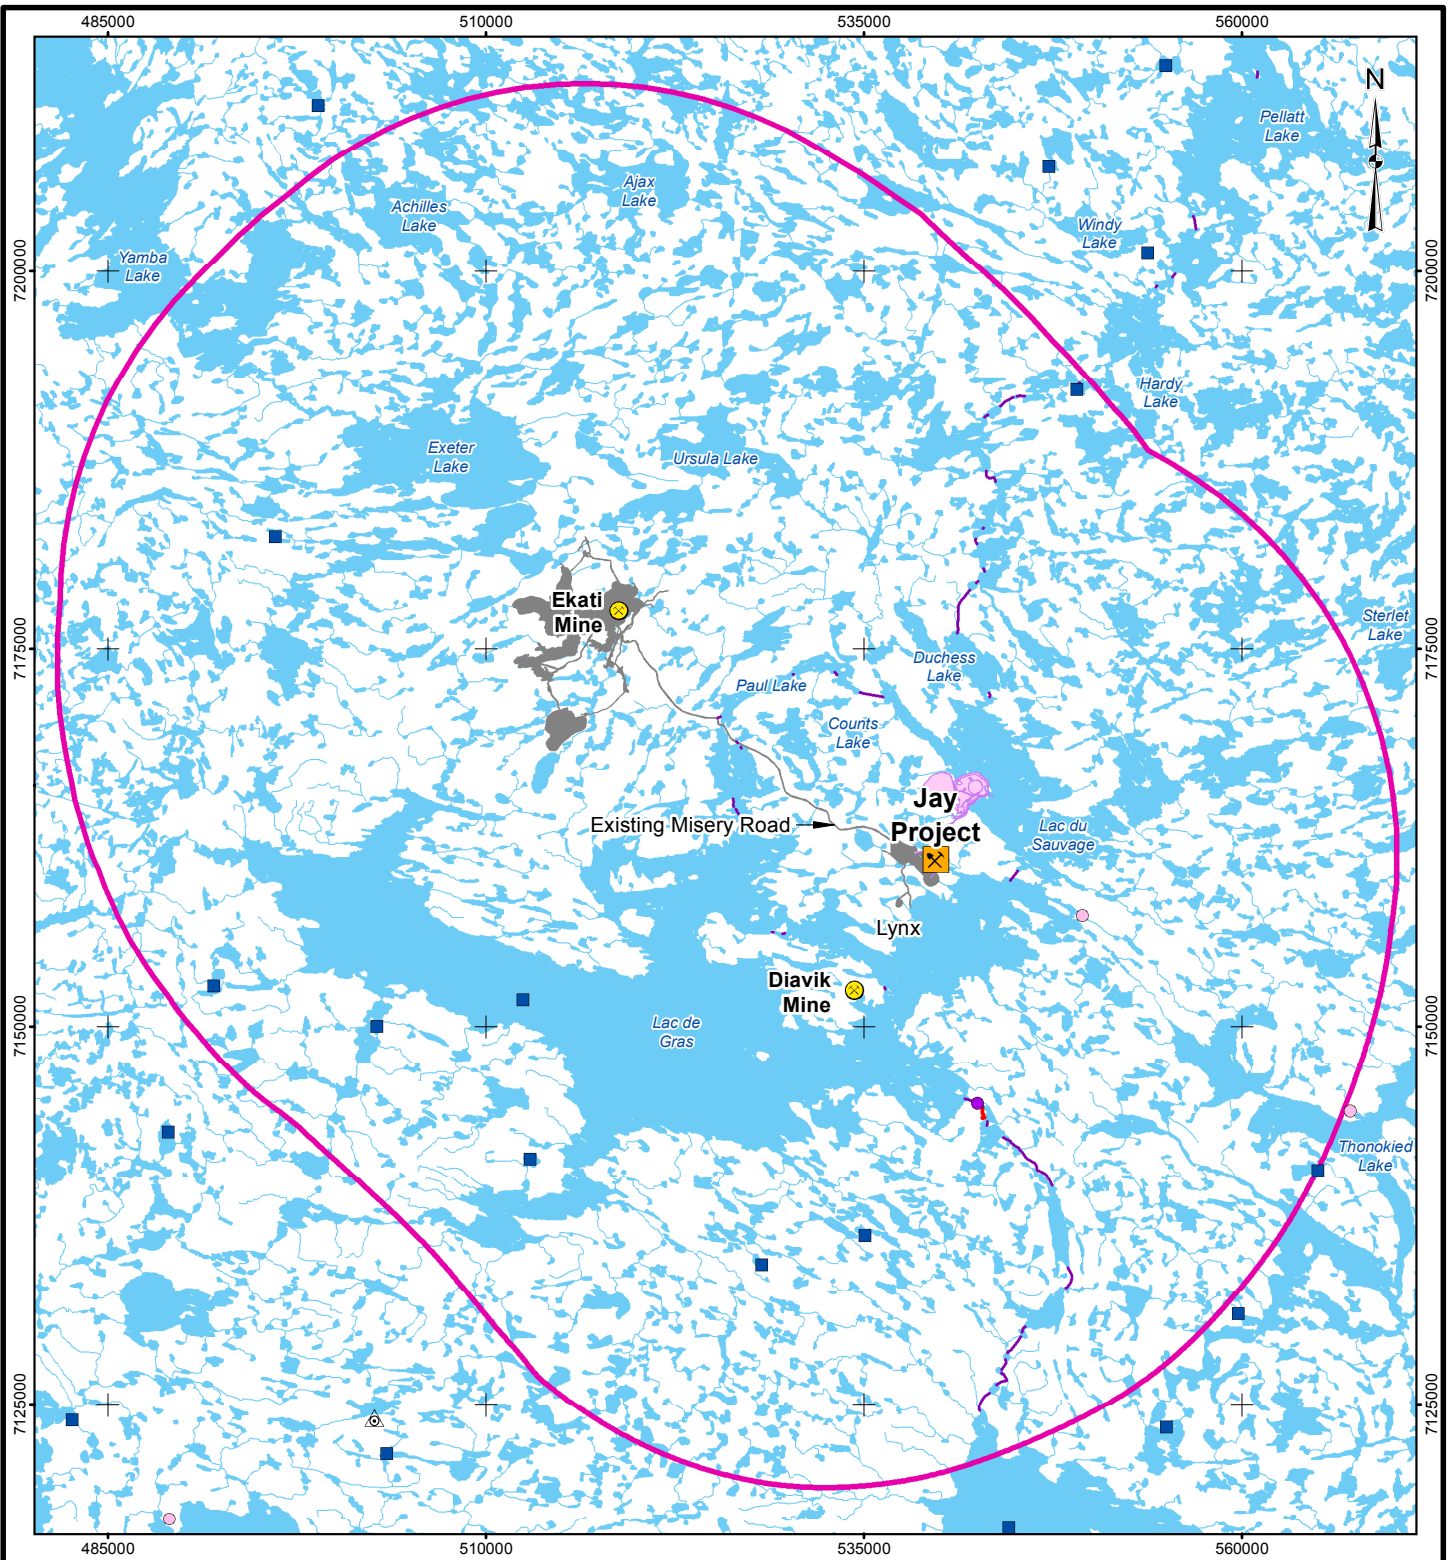 485000
510000
535000
560000
N
Pellatt
Lake
Ajax
Lake
Achilles
Lake
Windy
Lake
Yamba
Lake
7200000
7200000
Hardy
Lake
Exeter
Lake
Ursula Lake
Ekati
Mine
Sterlet
Lake
7175000
7175000
Duchess
Lake
Paul Lake
Counts
Lake
Jay
Project
Existing Misery Road
Lac du
Sauvage
Lynx
Diavik
Mine
Lac de
Gras
7150000
7150000
Thonokied
Lake
7125000
7125000
485000
510000
535000
560000